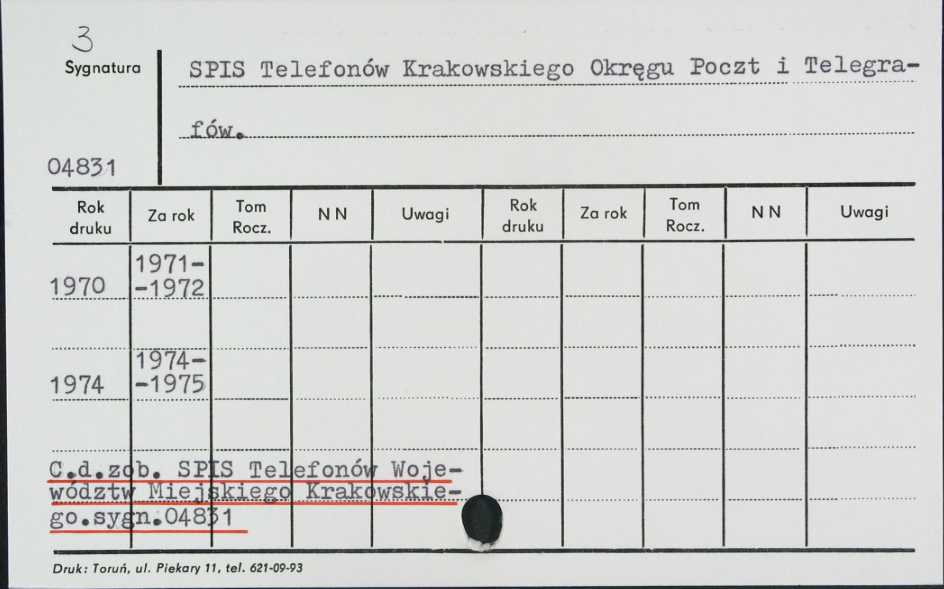 3
Sygnatura
SPIS Telefonów Krakowskiego Okręgu Poczt i Telegra-
fów.
04831
Rok druku Za rok Tom Rocz. NN Uwagi Rok druku Za rok Tom Rocz. NN Uwagi
1971-
1970 -1972
1974-
1974 -1975
C.d.zob. SPIS Telefonów Woje-
wództw Miejskiego Krakowskie-
go.sygn.04831
Druk: Toruń, ul. Piekary 11, tel. 621-09-93